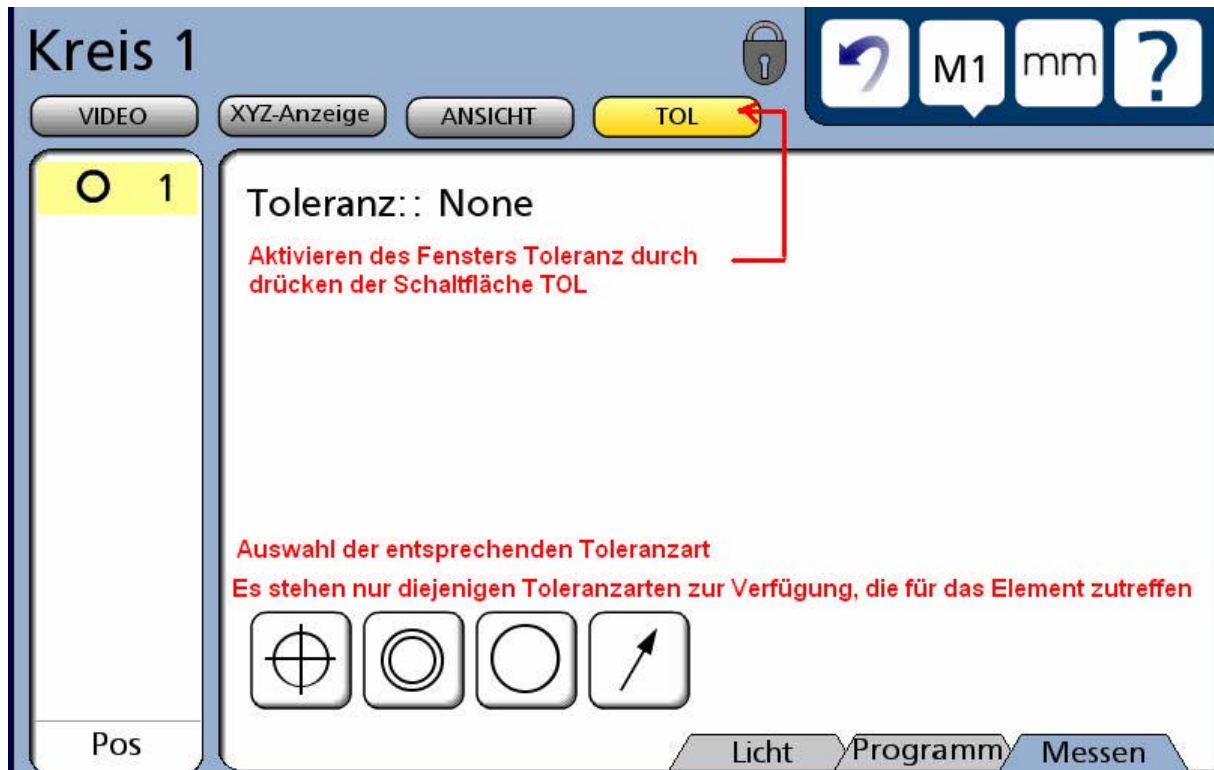 Kreis 1
M1
mm
?
VIDEO
XYZ-Anzeige
ANSICHT
TOL
1
Toleranz:: None
Aktivieren des Fensters Toleranz durch
drücken der Schaltfläche TOL
Auswahl der entsprechenden Toleranzart
Es stehen nur diejenigen Toleranzarten zur Verfügung, die für das Element zutreffen
Pos
Licht
Programm
Messen